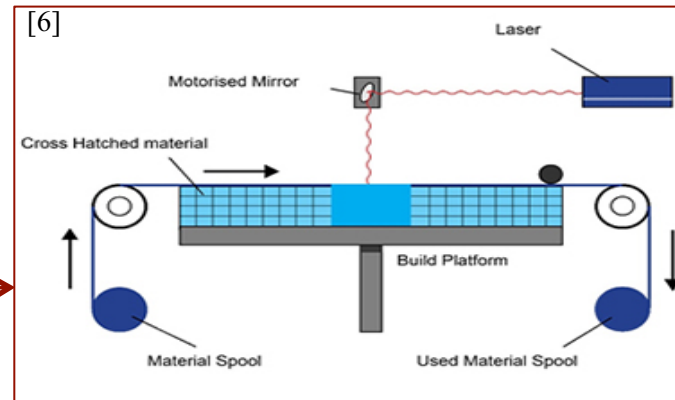 [6]
Laser
Motorised Mirror
Cross Hatched material
Build Platform
Material Spool
Used Material Spool